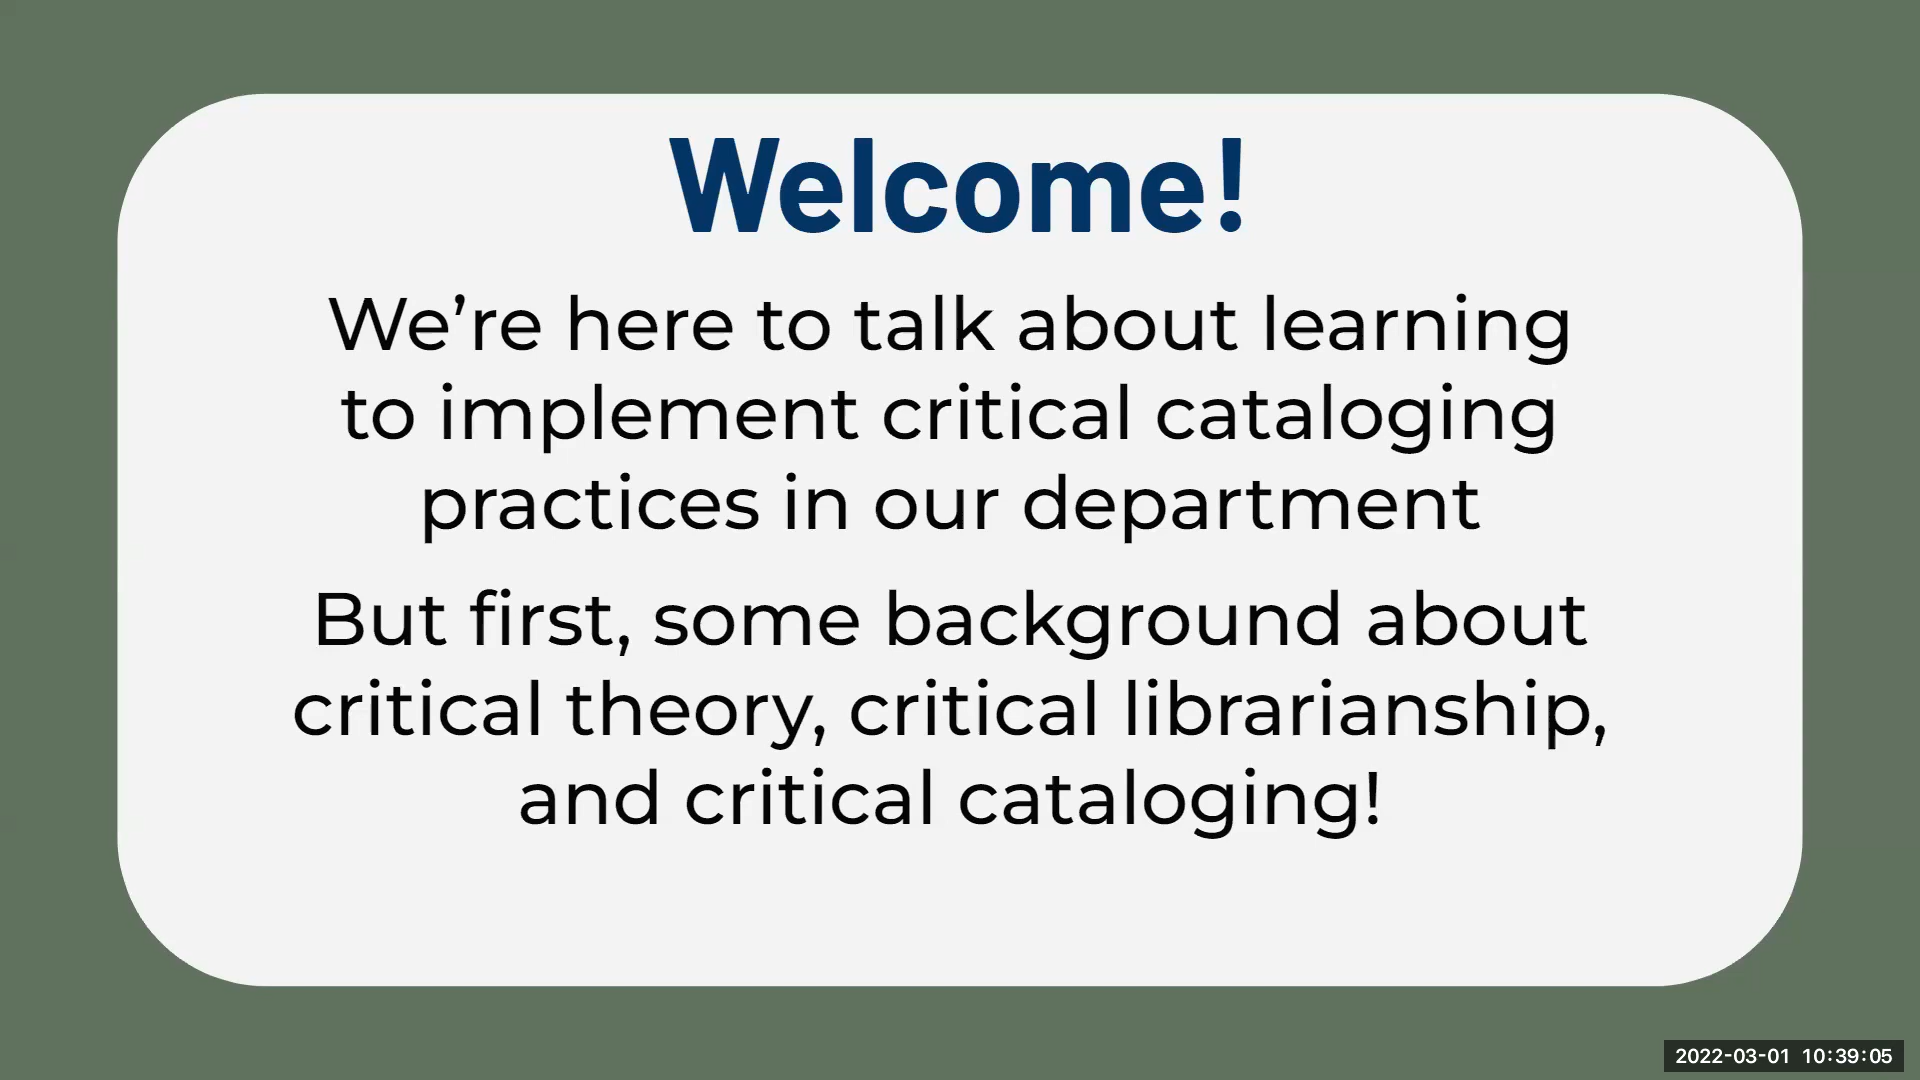 Welcome!
We’re here to talk about learning
to implement critical cataloging
practices in our department
But first, some background about
critical theory, critical librarianship,
and critical cataloging!
2022-03-01 10:39:05